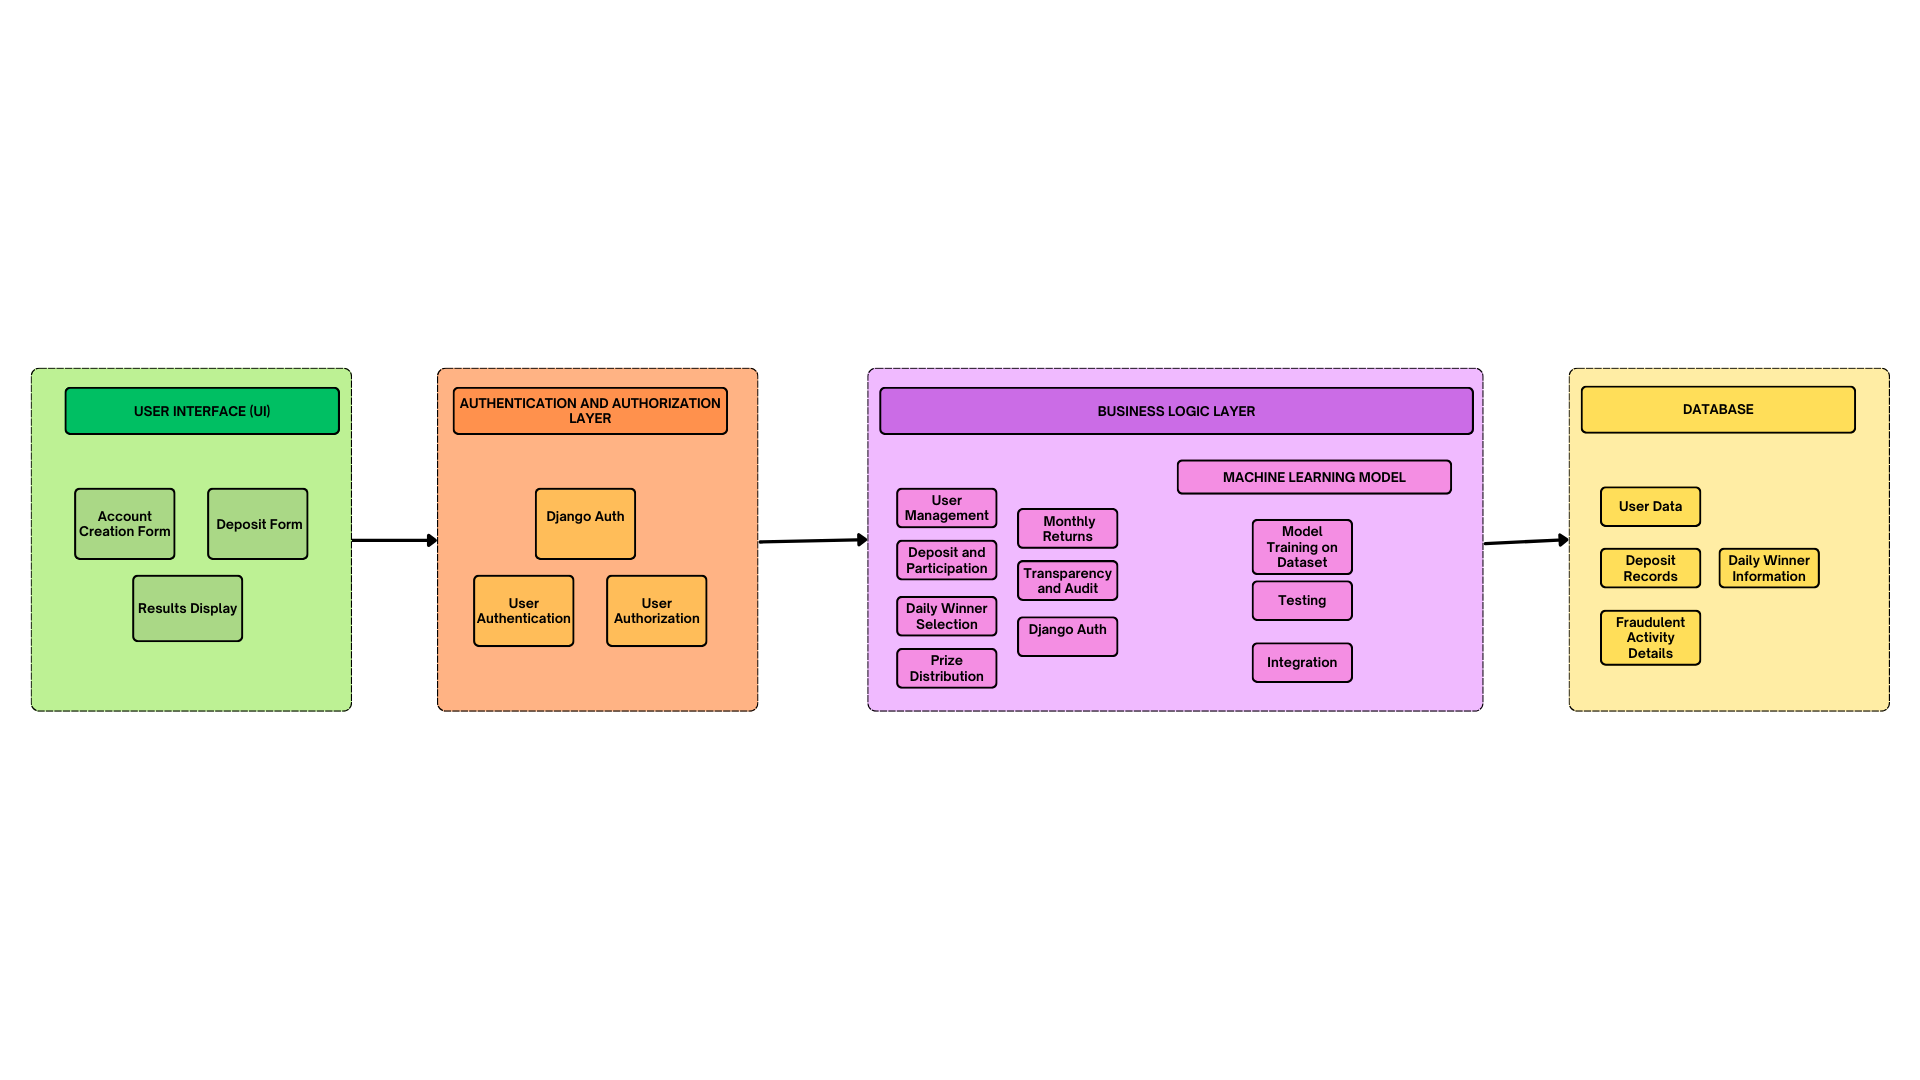 USER INTERFACE (UI)
Account
Creation Form
Deposit Form
Results Display
AUTHENTICATION AND AUTHORIZATION
LAYER
Django Auth
User
Authentication
User
Authorization
BUSINESS LOGIC LAYER
User
Management
Deposit and
Participation
Daily Winner
Selection
Prize
Distribution
Monthly
Returns
Transparency
and Audit
Django Auth
MACHINE LEARNING MODEL
Model
Training on
Dataset
Testing
Integration
DATABASE
User Data
Deposit
Records
Daily Winner
Information
Fraudulent
Activity
Details